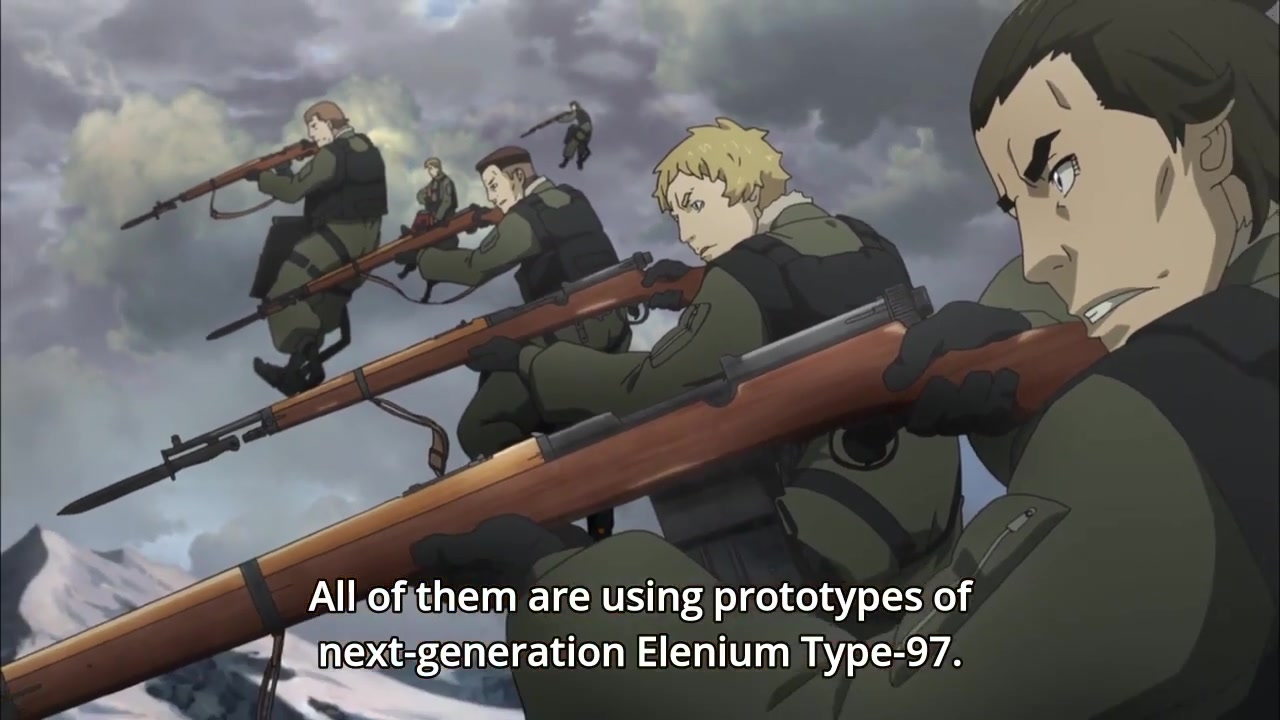 All of them are using prototypes of
next-generation Elenium Type-97.